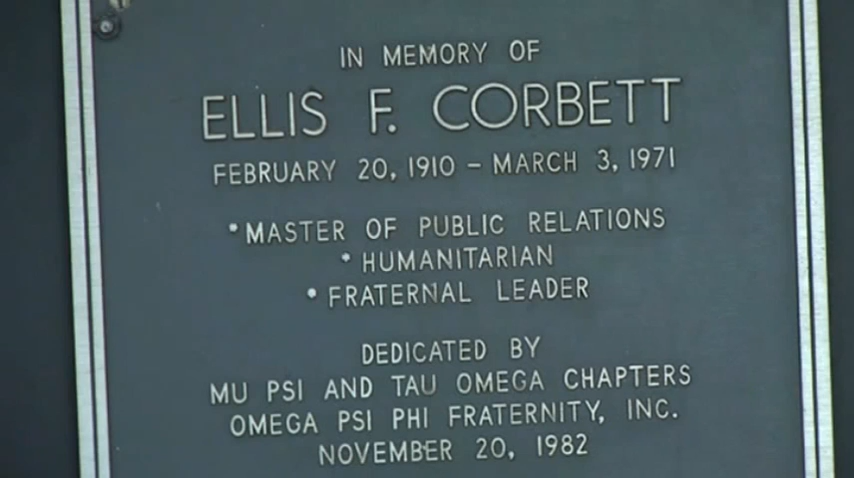 IN MEMORY OF
ELLIS F. CORBETT
FEBRUARY 20, 1910 - MARCH 3, 1971
*MASTER OF PUBLIC RELATIONS
* HUMANITARIAN
* FRATERNAL LEADER
DEDICATED BY
MU PSI AND TAU OMEGA CHAPTERS
OMEGA PSI PHI FRATERNITY, INC.
NOVEMBER 20, 1982